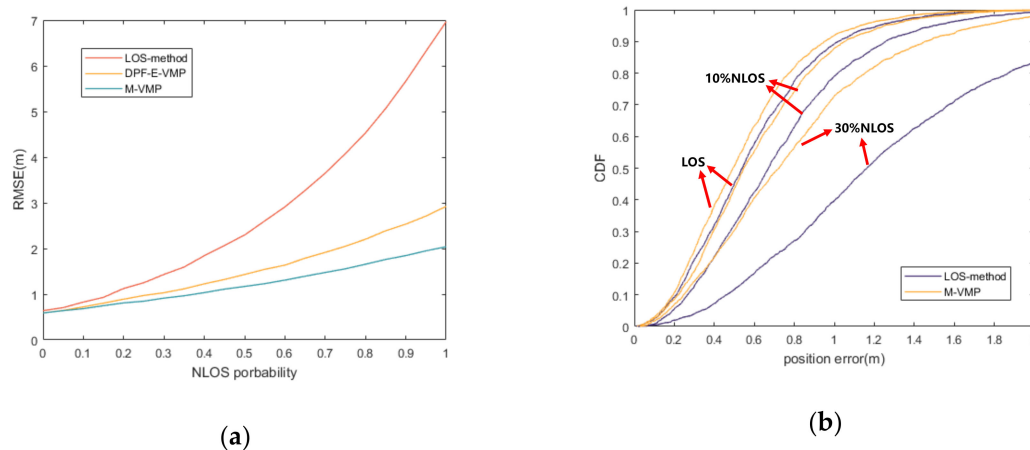 7
6
5
4
3
2
1
0
RMSE(m)
LOS-method
DPF-E-VMP
M-VMP
0 0.1 0.2 0.3 0.4 0.5 0.6 0.7 0.8 0.9 1
NLOS porbability
(a)
1
0.9
0.8
0.7
0.6
0.5
0.4
0.3
0.2
0.1
0
CDF
10%NLOS
30%NLOS
LOS
LOS-method
M-VMP
0 0.2 0.4 0.6 0.8 1 1.2 1.4 1.6 1.8
position error(m)
(b)